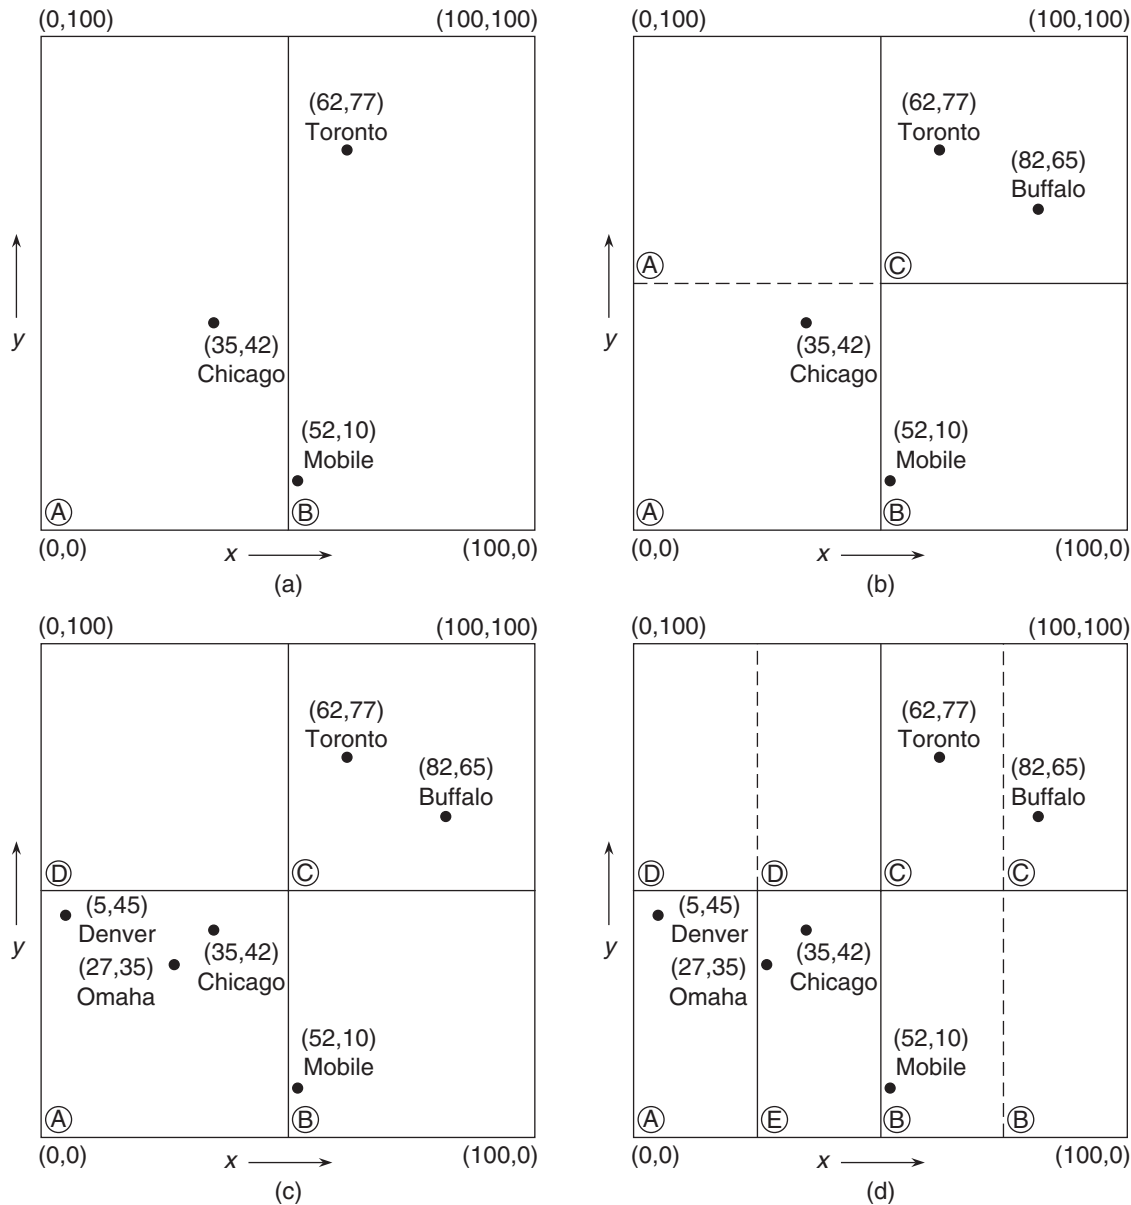 (0,100) (100,100)
(62,77)
Toronto
y
(35,42)
Chicago
(52,10)
Mobile
A B
(0,0) x (100,0)
(a)
(0,100) (100,100)
(62,77)
Toronto
(82,65)
Buffalo
A C
y
(35,42)
Chicago
(52,10)
Mobile
A B
(0,0) x (100,0)
(b)
(0,100) (100,100)
(62,77)
Toronto
(82,65)
Buffalo
D C
(5,45)
Denver
y
(27,35)
Omaha
(35,42)
Chicago
(52,10)
Mobile
A B
(0,0) x (100,0)
(c)
(0,100) (100,100)
(62,77)
Toronto
(82,65)
Buffalo
D D C C
(5,45)
Denver
y
(27,35)
Omaha
(35,42)
Chicago
(52,10)
Mobile
A E B B
(0,0) x (100,0)
(d)